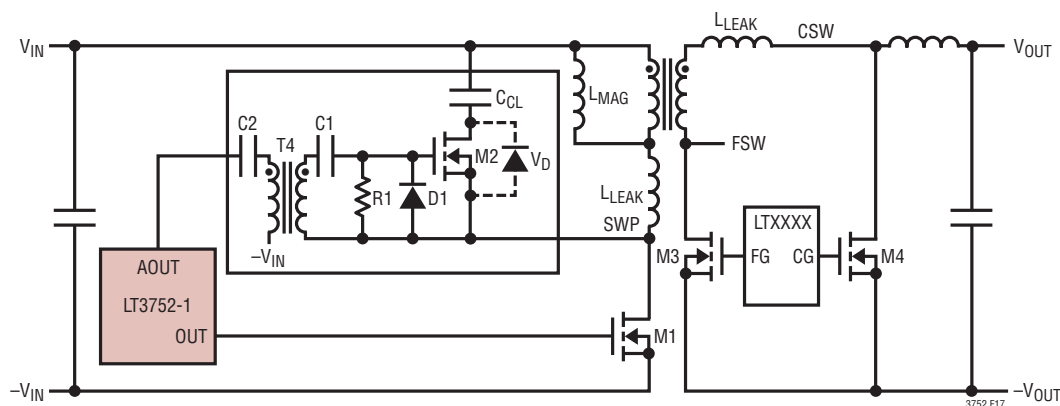 LLEAK
CSW
VIN
VOUT
CCL
LMAG
C2
T4
C1
M2
VD
FSW
R1
D1
LLEAK
SWP
–VIN
LTXXXX
M3
FG
CG
M4
AOUT
LT3752-1
OUT
M1
–VIN
–VOUT
3752 F17